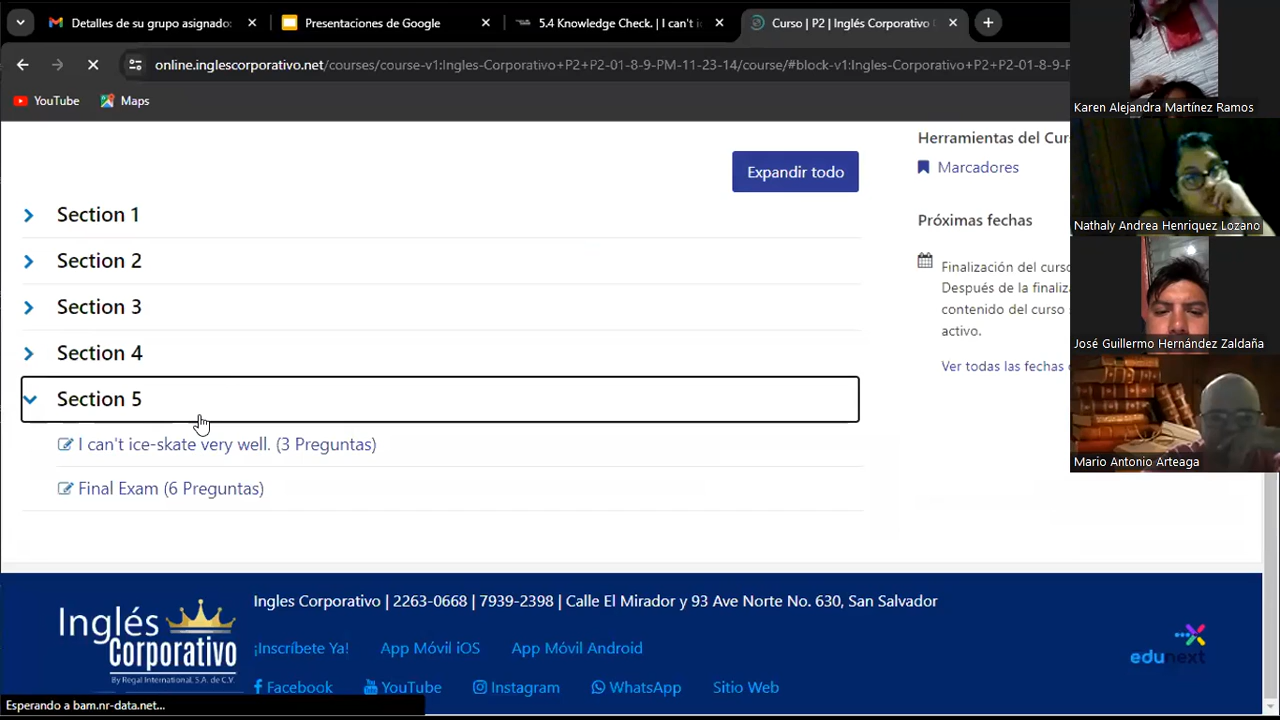 Detalles de su grupo asignado:
Presentaciones de Google
5.4 Knowledge Check. | I can't i
Curso | P2 | Inglés Corporativo
online.inglescorporativo.net/courses/course-v1:Ingles-Corporativo+P2+P2-01-8-9-PM-11-23-14/course/#block-v1:Ingles-Corporativo+P2+P2-01-8-9-P
YouTube
Maps
Expandir todo
Section 1
Section 2
Section 3
Section 4
Section 5
I can't ice-skate very well. (3 Preguntas)
Final Exam (6 Preguntas)
Herramientas del Cur
Marcadores
Próximas fechas
Finalización del curso
Después de la finaliza
contenido del curso
activo.
Ver todas las fechas
Karen Alejandra Martínez Ramos
Nathaly Andrea Henriquez Lozano
José Guillermo Hernández Zaldaña
Mario Antonio Arteaga
Inglés
Corporativo
By Regal International, S.A. de C.V.
Ingles Corporativo | 2263-0668 | 7939-2398 | Calle El Mirador y 93 Ave Norte No. 630, San Salvador
¡Inscríbete Ya!
App Móvil iOS
App Móvil Android
Facebook
YouTube
Instagram
WhatsApp
Sitio Web
edunext
Esperando a bam.nr-data.net...